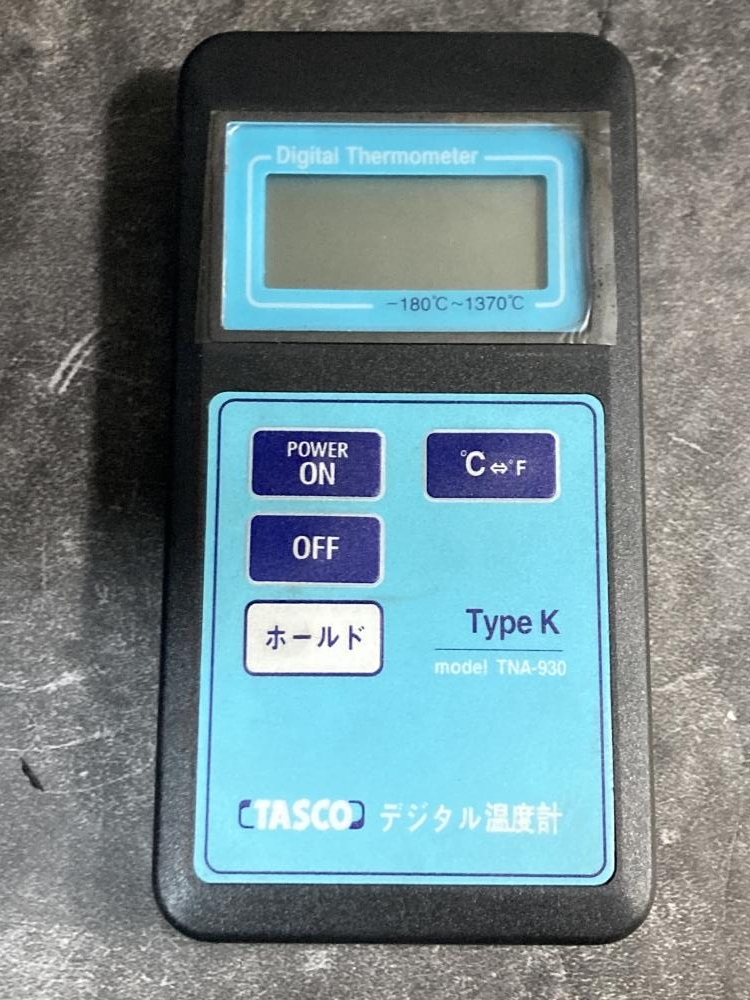 Digital Thermometer
−180℃～1370℃
POWER
ON
℃⇔℉
OFF
ホールド
Type K
model TNA-930
TASCO デジタル温度計